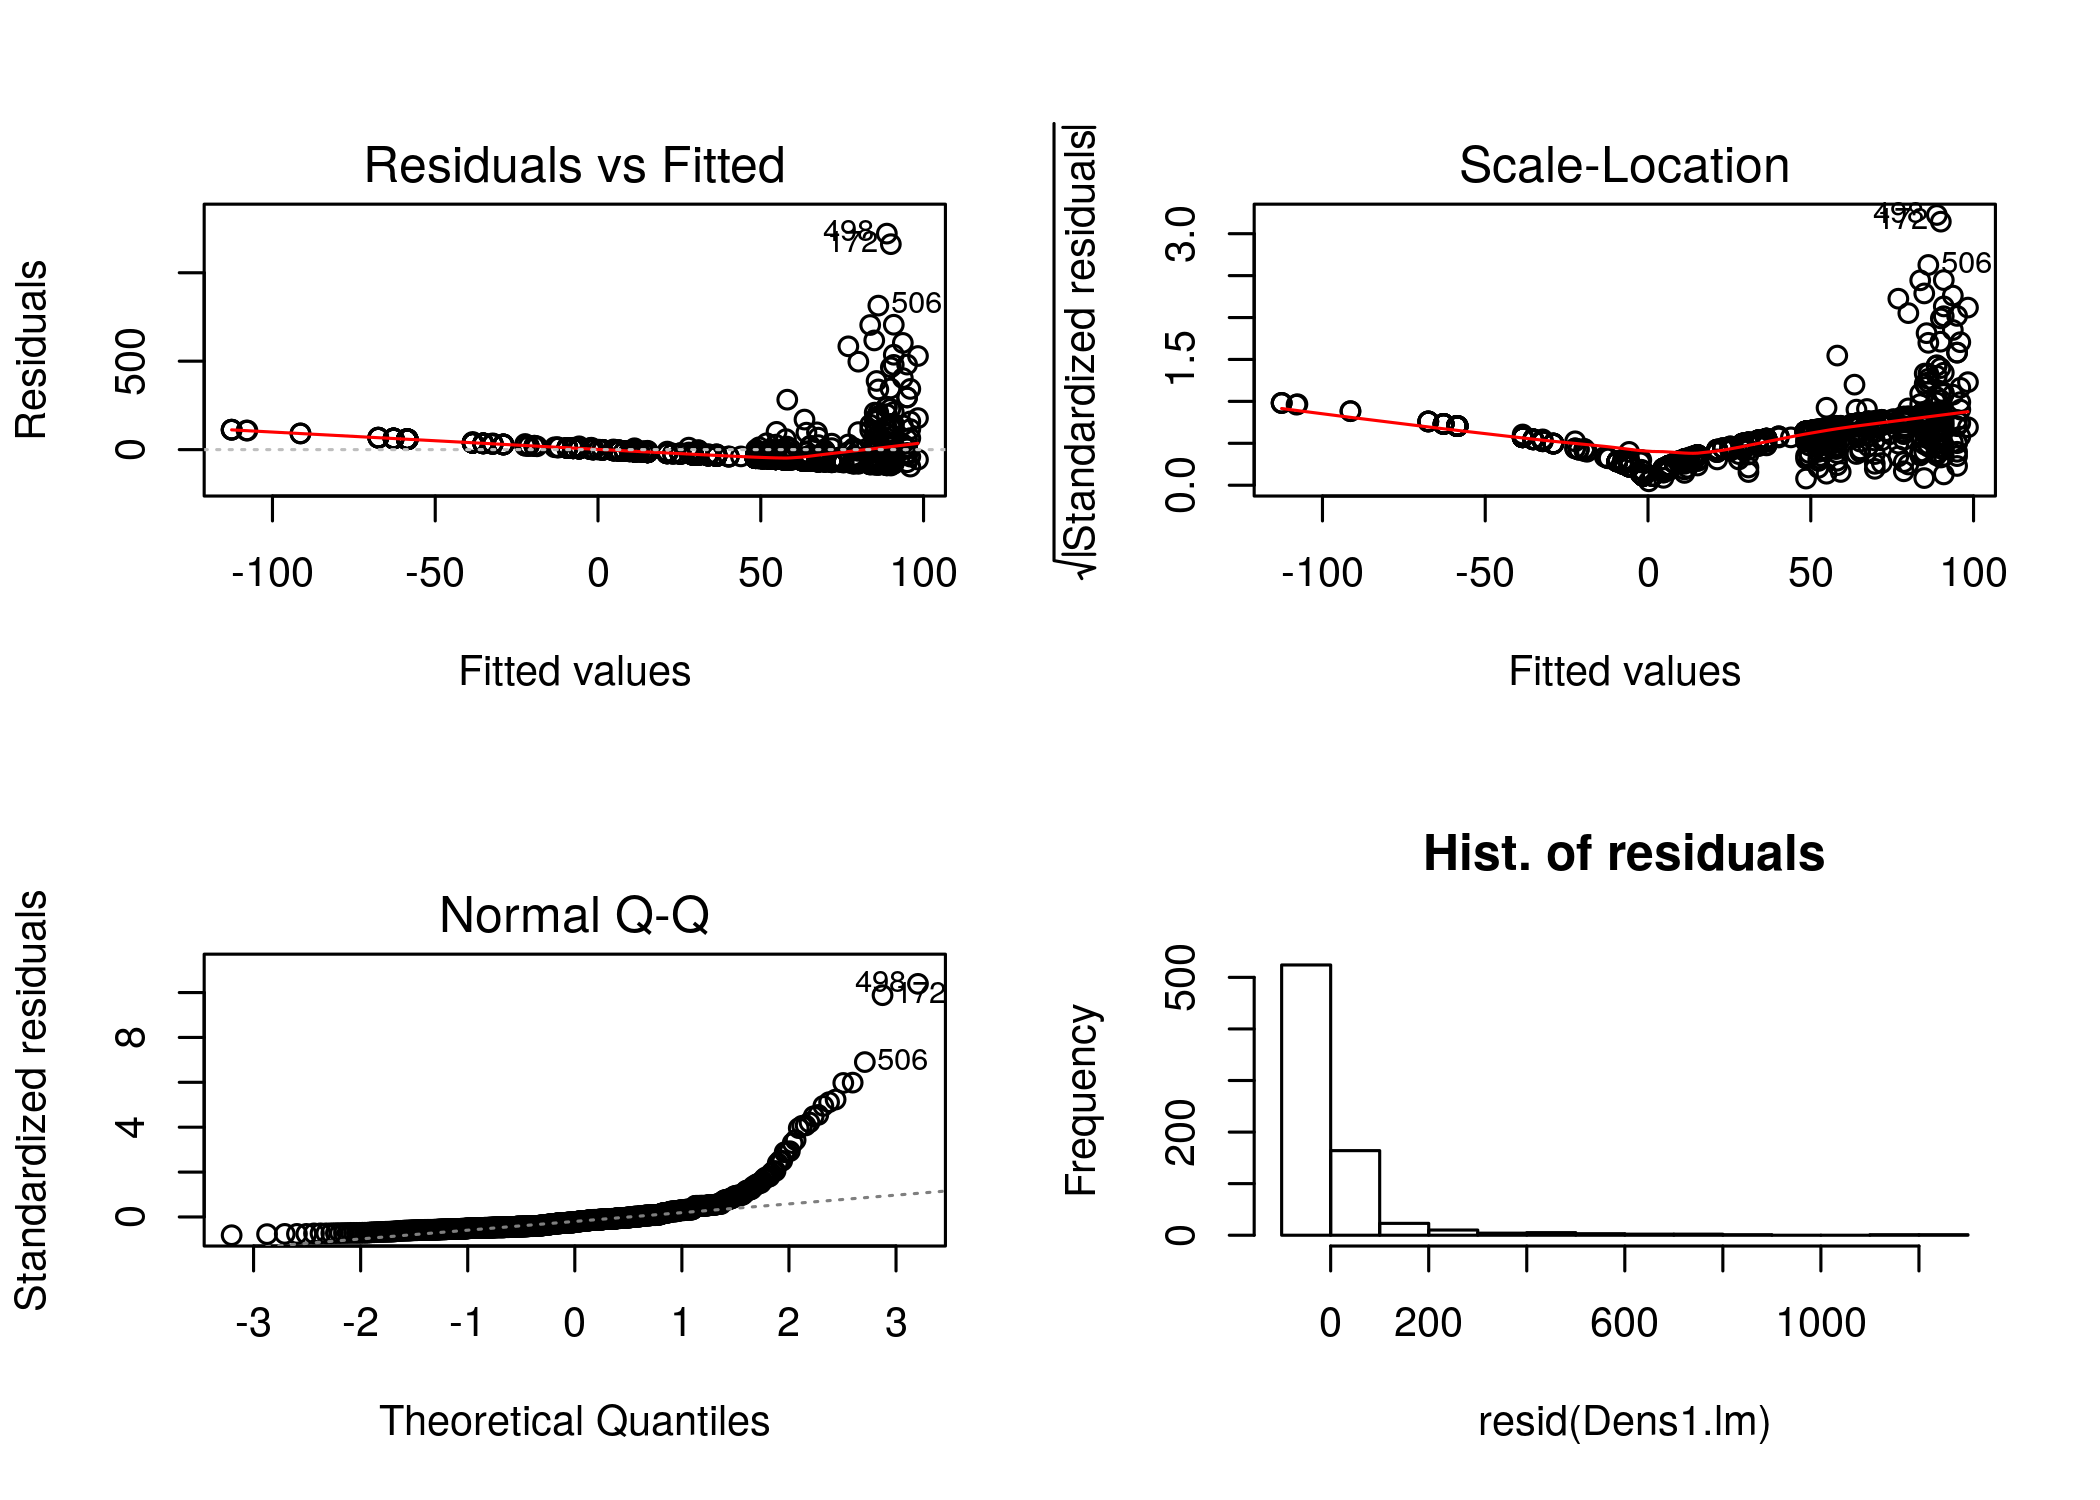 Residuals vs Fitted
Residuals
0 500
498
172
506
-100 -50 0 50 100
Fitted values
Scale-Location
√|Standardized residuals|
0.0 1.5 3.0
498
172
506
-100 -50 0 50 100
Fitted values
Normal Q-Q
Standardized residuals
0 4 8
498
172
506
-3 -2 -1 0 1 2 3
Theoretical Quantiles
Hist. of residuals
Frequency
0 200 500
0 200 600 1000
resid(Dens1.lm)